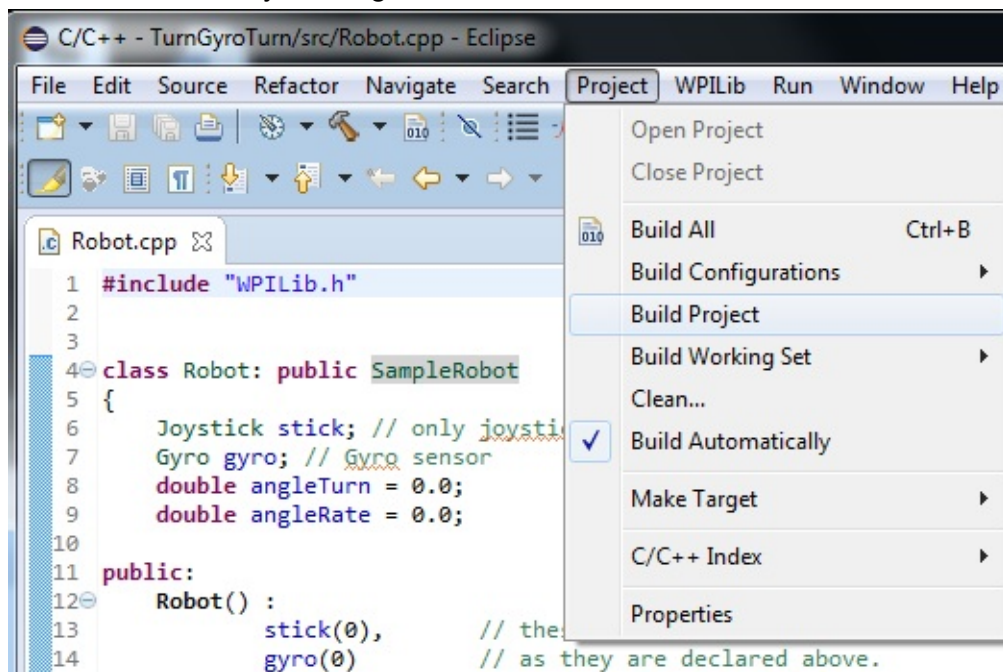 C/C++ - TurnGyroTurn/src/Robot.cpp - Eclipse
File Edit Source Refactor Navigate Search Project WPILib Run Window Help
Open Project
Close Project
Build All Ctrl+B
Build Configurations
Build Project
Build Working Set
Clean...
Build Automatically
Make Target
C/C++ Index
Properties
Robot.cpp
1 #include "WPILib.h"
2
3
4 class Robot: public SampleRobot
5 {
6 Joystick stick; // only joystic
7 Gyro gyro; // Gyro sensor
8 double angleTurn = 0.0;
9 double angleRate = 0.0;
10
11 public:
12 Robot() :
13 stick(0), // the
14 gyro(0) // as they are declared above.